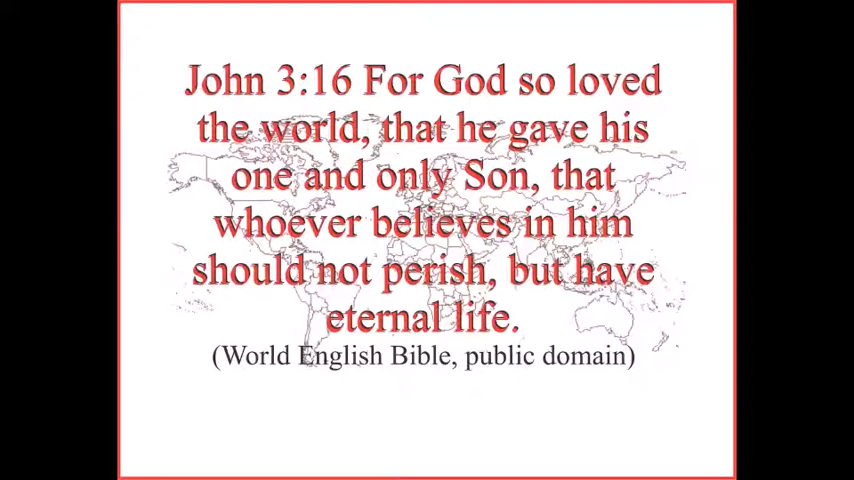 John 3:16 For God so loved
the world, that he gave his
one and only Son, that
whoever believes in him
should not perish, but have
eternal life.
(World English Bible, public domain)